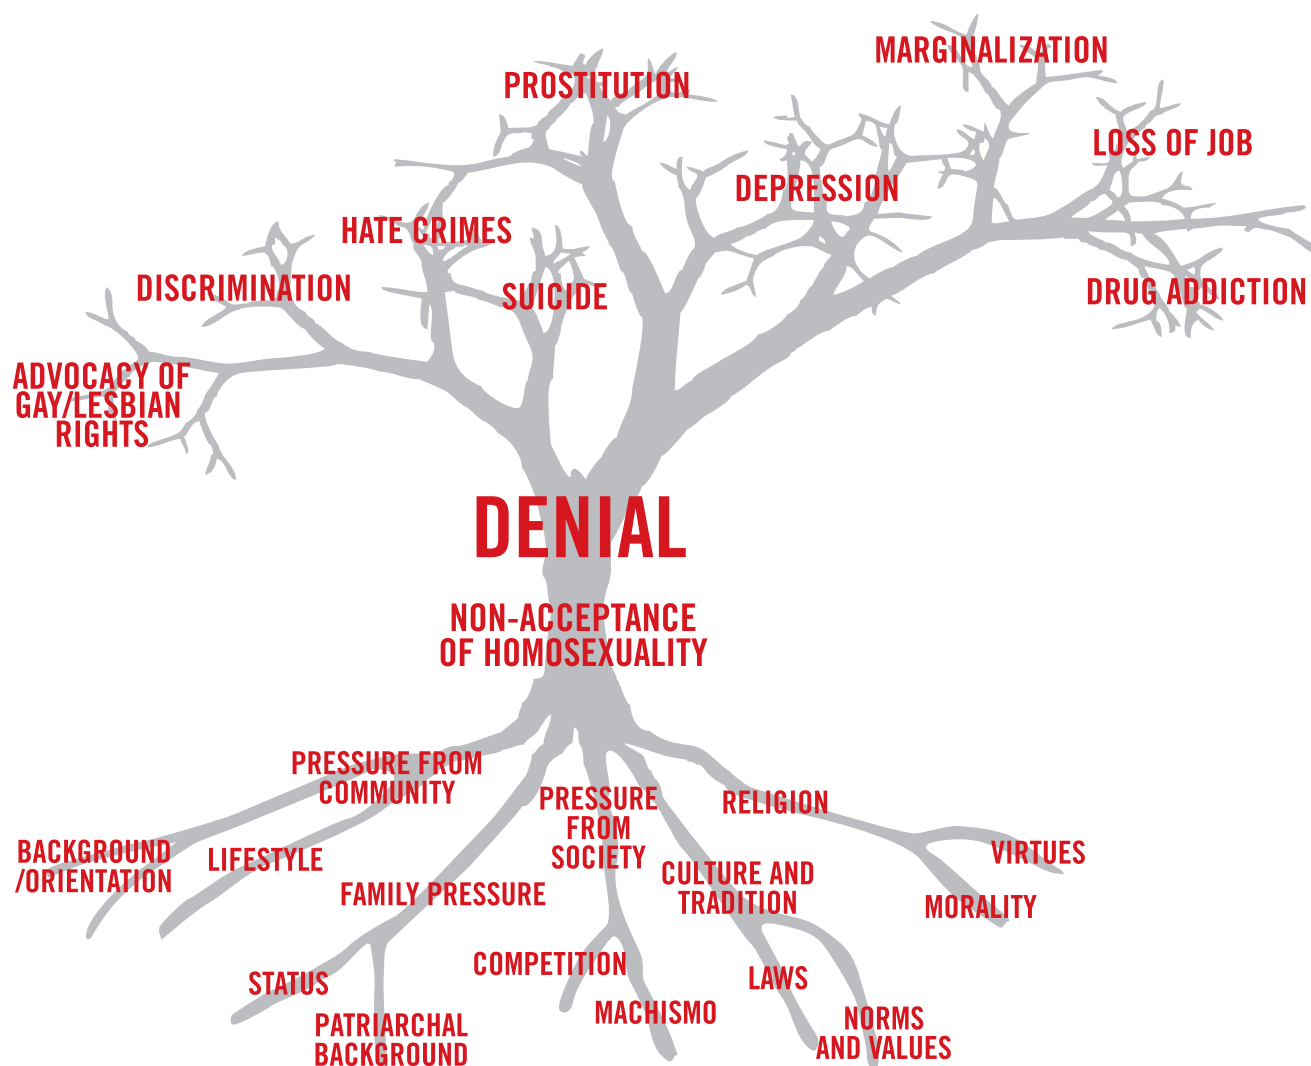 MARGINALIZATION
PROSTITUTION
LOSS OF JOB
DEPRESSION
HATE CRIMES
DISCRIMINATION
SUICIDE
DRUG ADDICTION
ADVOCACY OF
GAY/LESBIAN
RIGHTS
DENIAL
NON-ACCEPTANCE
OF HOMOSEXUALITY
PRESSURE FROM
COMMUNITY
PRESSURE
FROM
SOCIETY
RELIGION
BACKGROUND
/ORIENTATION
LIFESTYLE
FAMILY PRESSURE
CULTURE AND
TRADITION
VIRTUES
MORALITY
STATUS
COMPETITION
LAWS
PATRIARCHAL
BACKGROUND
MACHISMO
NORMS
AND VALUES